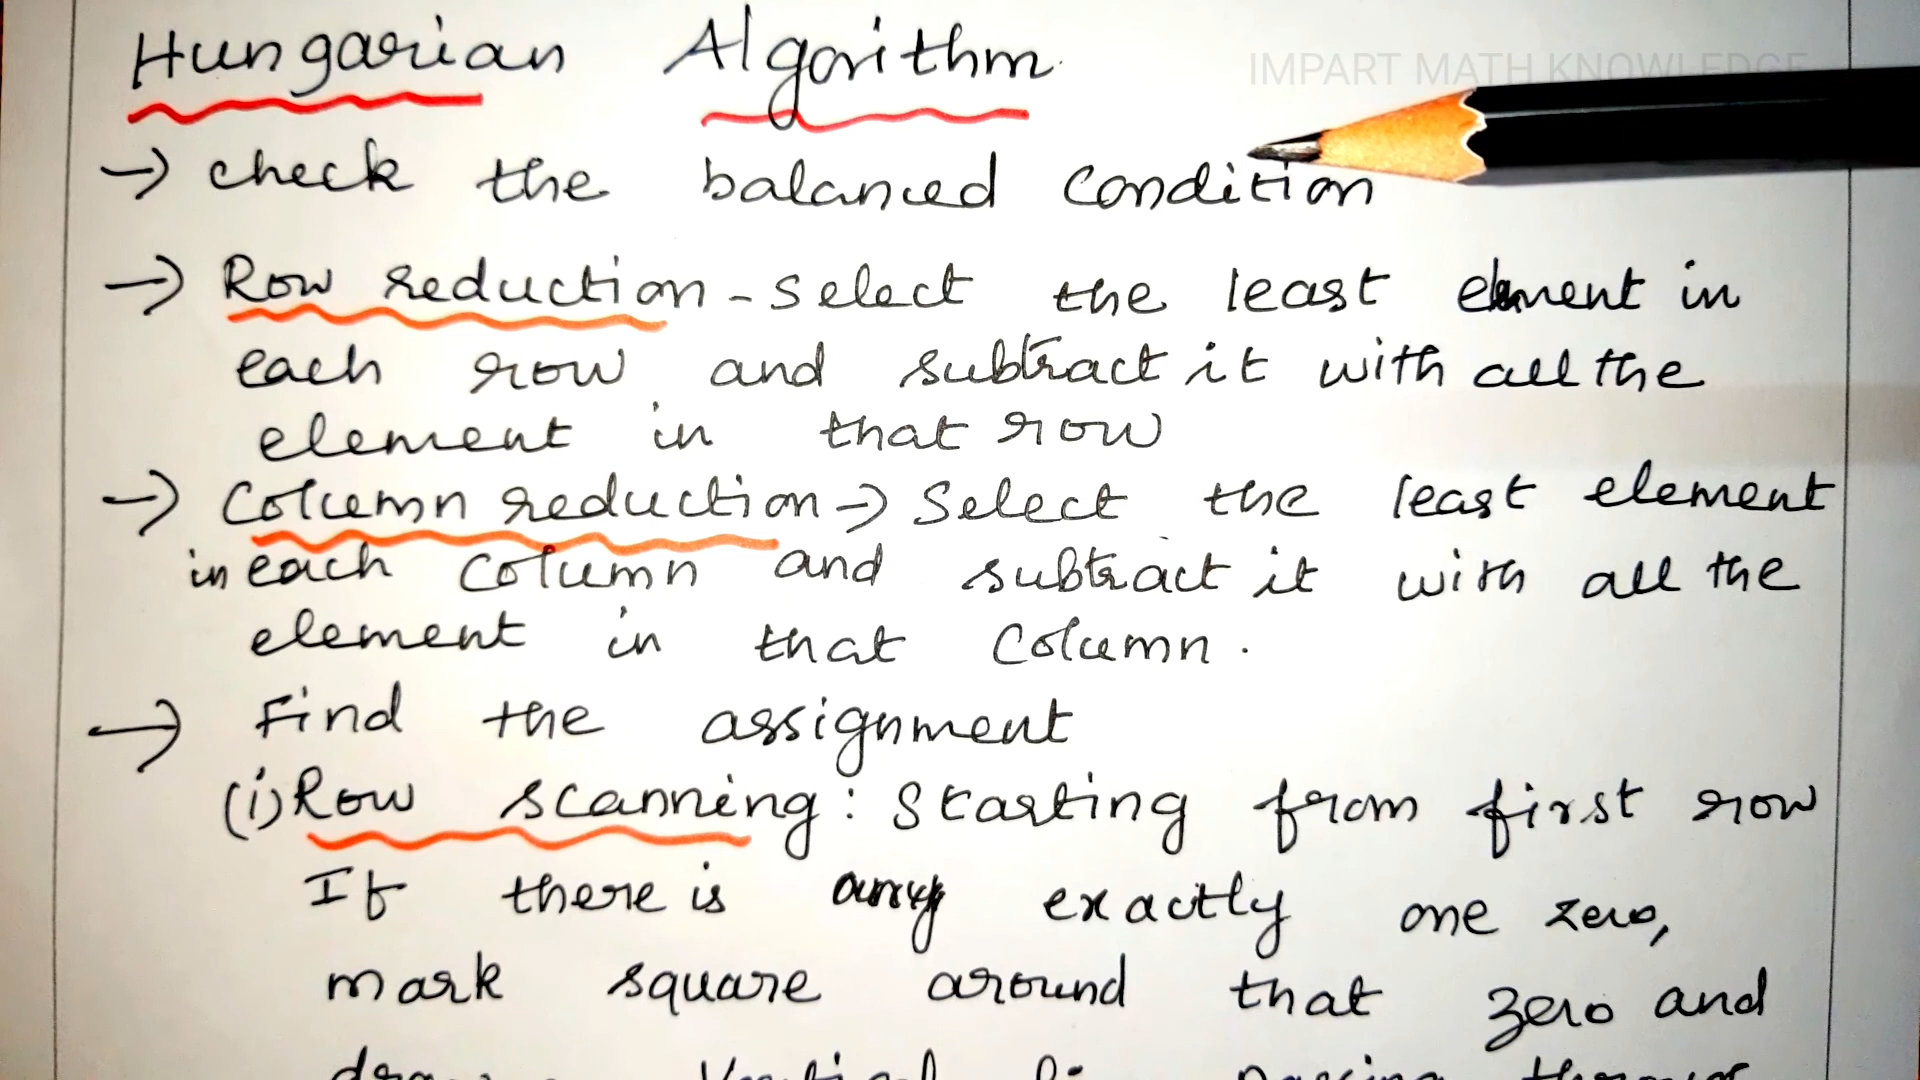 Hungarian Algorithm
IMPART MATH KNOWLEDGE
→ check the balanced condition
→ Row reduction - select the least element in
each row and subtract it with all the
element in that row
→ Column reduction → Select the least element
in each column and subtract it with all the
element in that column.
→ Find the assignment
(i) Row scanning: Starting from first row
If there is any exactly one zero,
mark square around that zero and
vertical passing through